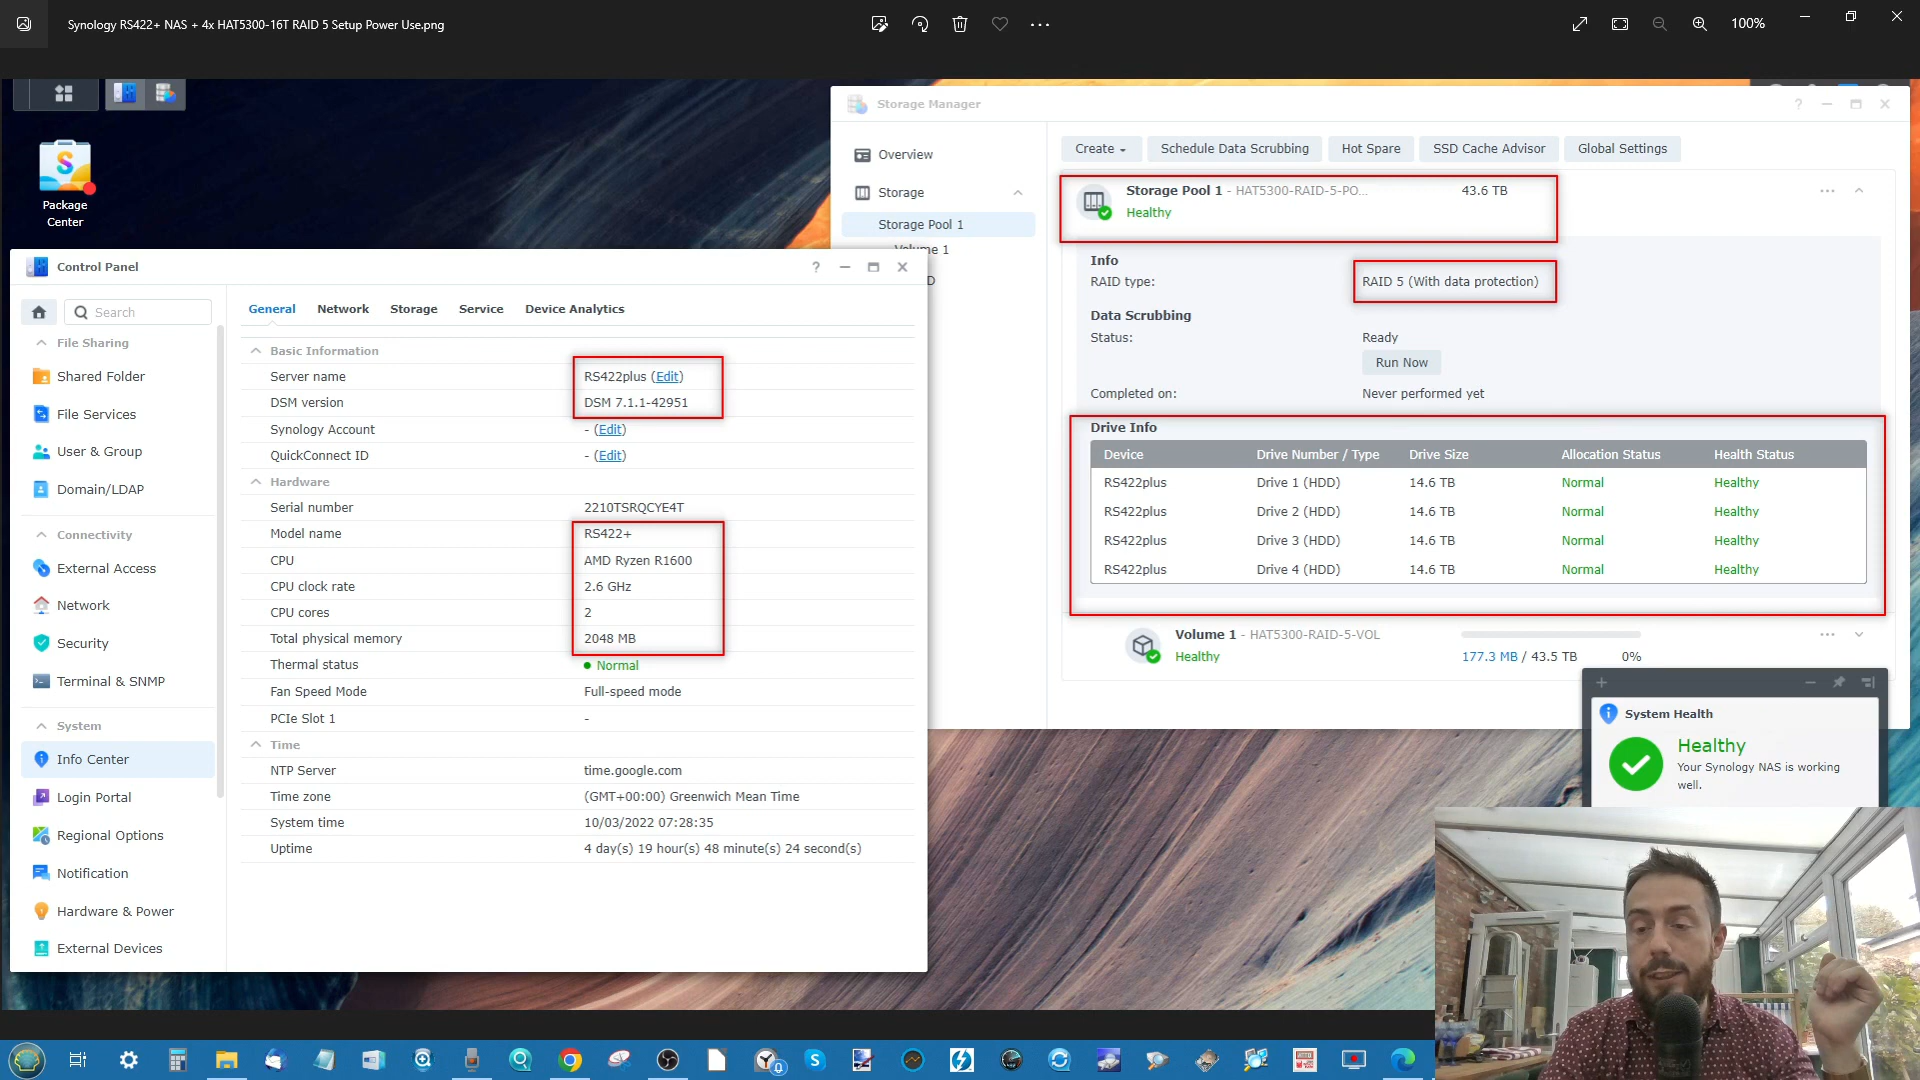 Synology RS422+ NAS + 4x HAT5300-16T RAID 5 Setup Power Use.png
100%
Package
Center
Storage Manager
Overview
Storage
Storage Pool 1
Volume 1
Create
Schedule Data Scrubbing
Hot Spare
SSD Cache Advisor
Global Settings
Storage Pool 1 - HAT5300-RAID-5-PO... 43.6 TB
Healthy
Info
RAID type: RAID 5 (With data protection)
Data Scrubbing
Status: Ready
Run Now
Completed on: Never performed yet
Drive Info
Device Drive Number / Type Drive Size Allocation Status Health Status
RS422plus Drive 1 (HDD) 14.6 TB Normal Healthy
RS422plus Drive 2 (HDD) 14.6 TB Normal Healthy
RS422plus Drive 3 (HDD) 14.6 TB Normal Healthy
RS422plus Drive 4 (HDD) 14.6 TB Normal Healthy
Volume 1 - HAT5300-RAID-5-VOL
Healthy 177.3 MB / 43.5 TB 0%
System Health
Healthy
Your Synology NAS is working
well.
Control Panel
Search
File Sharing
Shared Folder
File Services
User & Group
Domain/LDAP
Connectivity
External Access
Network
Security
Terminal & SNMP
System
Info Center
Login Portal
Regional Options
Notification
Hardware & Power
External Devices
General Network Storage Service Device Analytics
Basic Information
Server name RS422plus (Edit)
DSM version DSM 7.1.1-42951
Synology Account - (Edit)
QuickConnect ID - (Edit)
Hardware
Serial number 2210TSRQCYE4T
Model name RS422+
CPU AMD Ryzen R1600
CPU clock rate 2.6 GHz
CPU cores 2
Total physical memory 2048 MB
Thermal status Normal
Fan Speed Mode Full-speed mode
PCIe Slot 1 -
Time
NTP Server time.google.com
Time zone (GMT+00:00) Greenwich Mean Time
System time 10/03/2022 07:28:35
Uptime 4 day(s) 19 hour(s) 48 minute(s) 24 second(s)